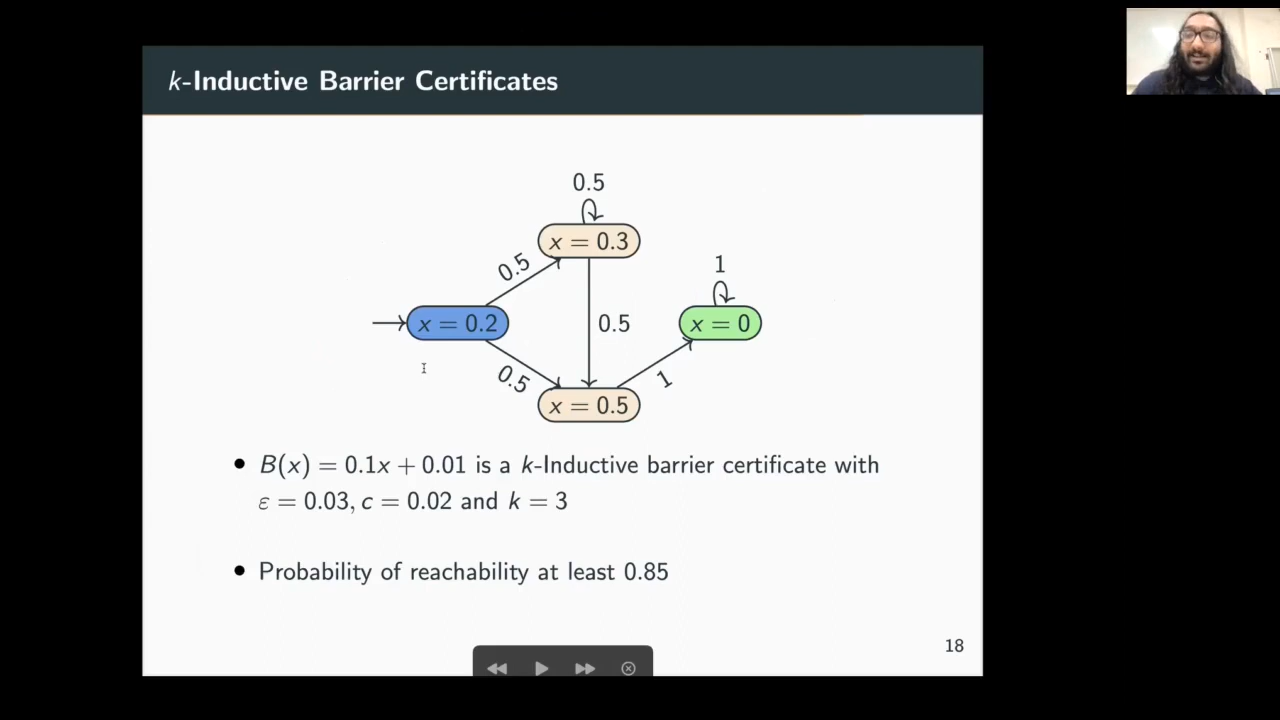 k-Inductive Barrier Certificates
0.5
x = 0.3
0.5
1
x = 0.2
0.5
x = 0
0.5
1
x = 0.5
• B(x) = 0.1x + 0.01 is a k-Inductive barrier certificate with
ε = 0.03, c = 0.02 and k = 3
• Probability of reachability at least 0.85
18